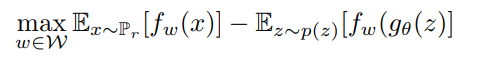 max_{w∈𝒲} 𝔼_{x∼ℙ_r}[f_w(x)] − 𝔼_{z∼p(z)}[f_w(g_θ(z)]